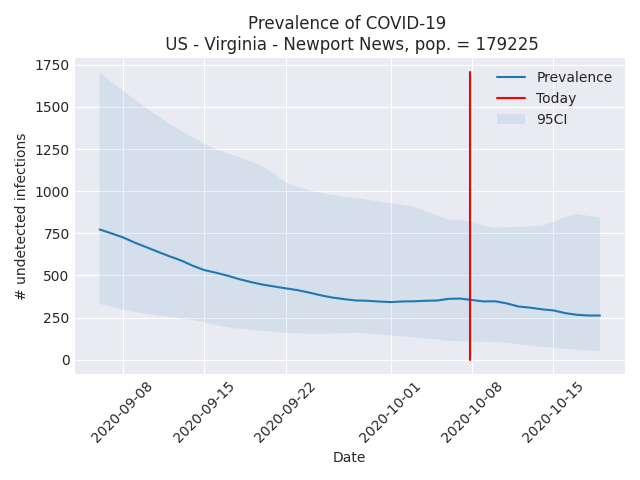 Prevalence of COVID-19
US - Virginia - Newport News, pop. = 179225
1750
1500
1250
1000
750
500
250
0
# undetected infections
Prevalence
Today
95CI
2020-09-08
2020-09-15
2020-09-22
2020-10-01
2020-10-08
2020-10-15
Date